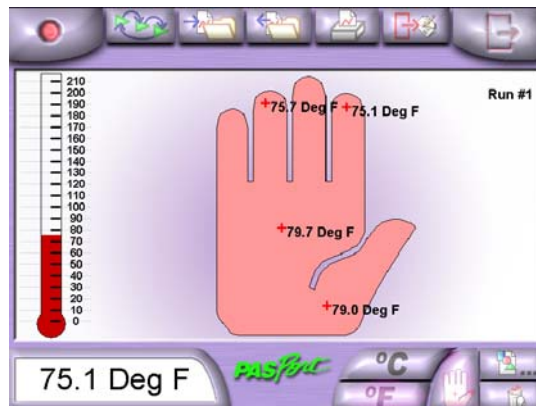 Run #1
210
200
190
180
170
160
150
140
130
120
110
100
90
80
70
60
50
40
30
20
10
0
+75.7 Deg F
+75.1 Deg F
+79.7 Deg F
+79.0 Deg F
75.1 Deg F
PASPort
°C
°F
...